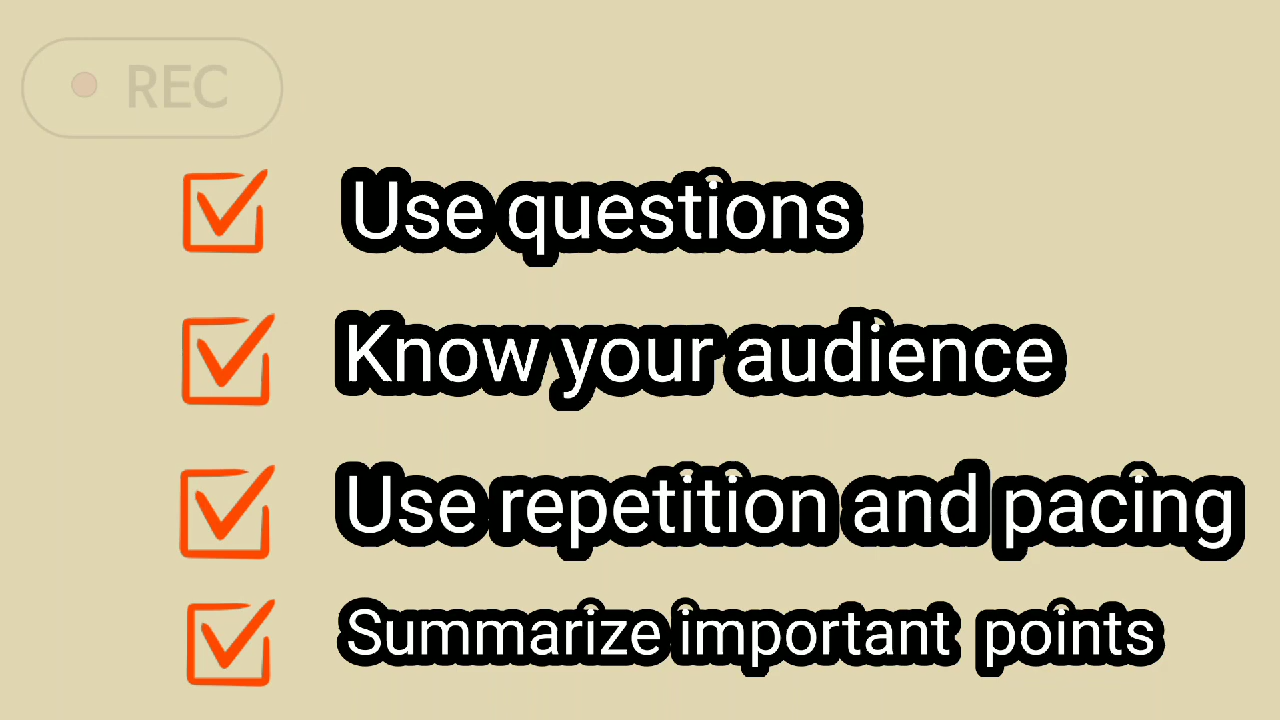 REC
Use questions
Know your audience
Use repetition and pacing
Summarize important points